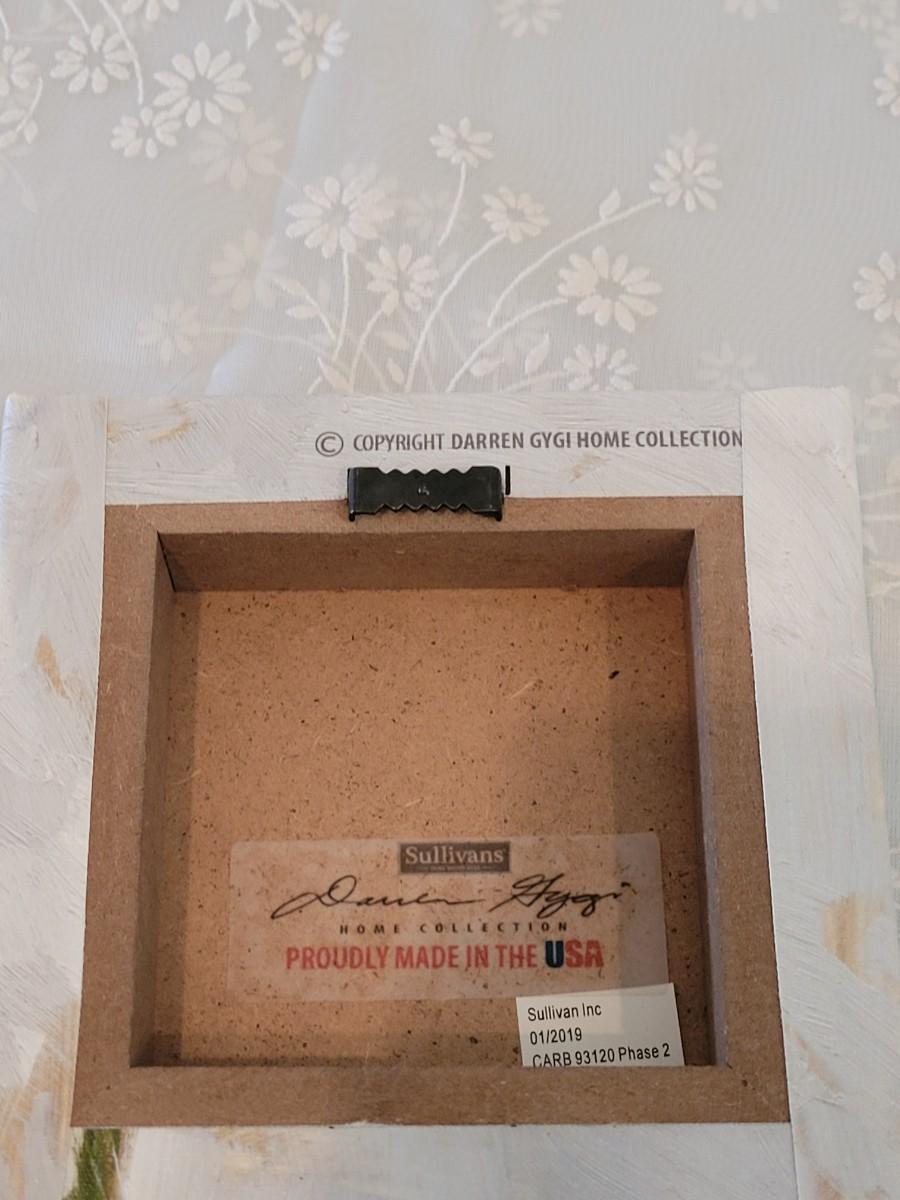 © COPYRIGHT DARREN GYGI HOME COLLECTION
Sullivans
Darren Gygi
HOME COLLECTION
PROUDLY MADE IN THE USA
Sullivan Inc
01/2019
CARB 93120 Phase 2